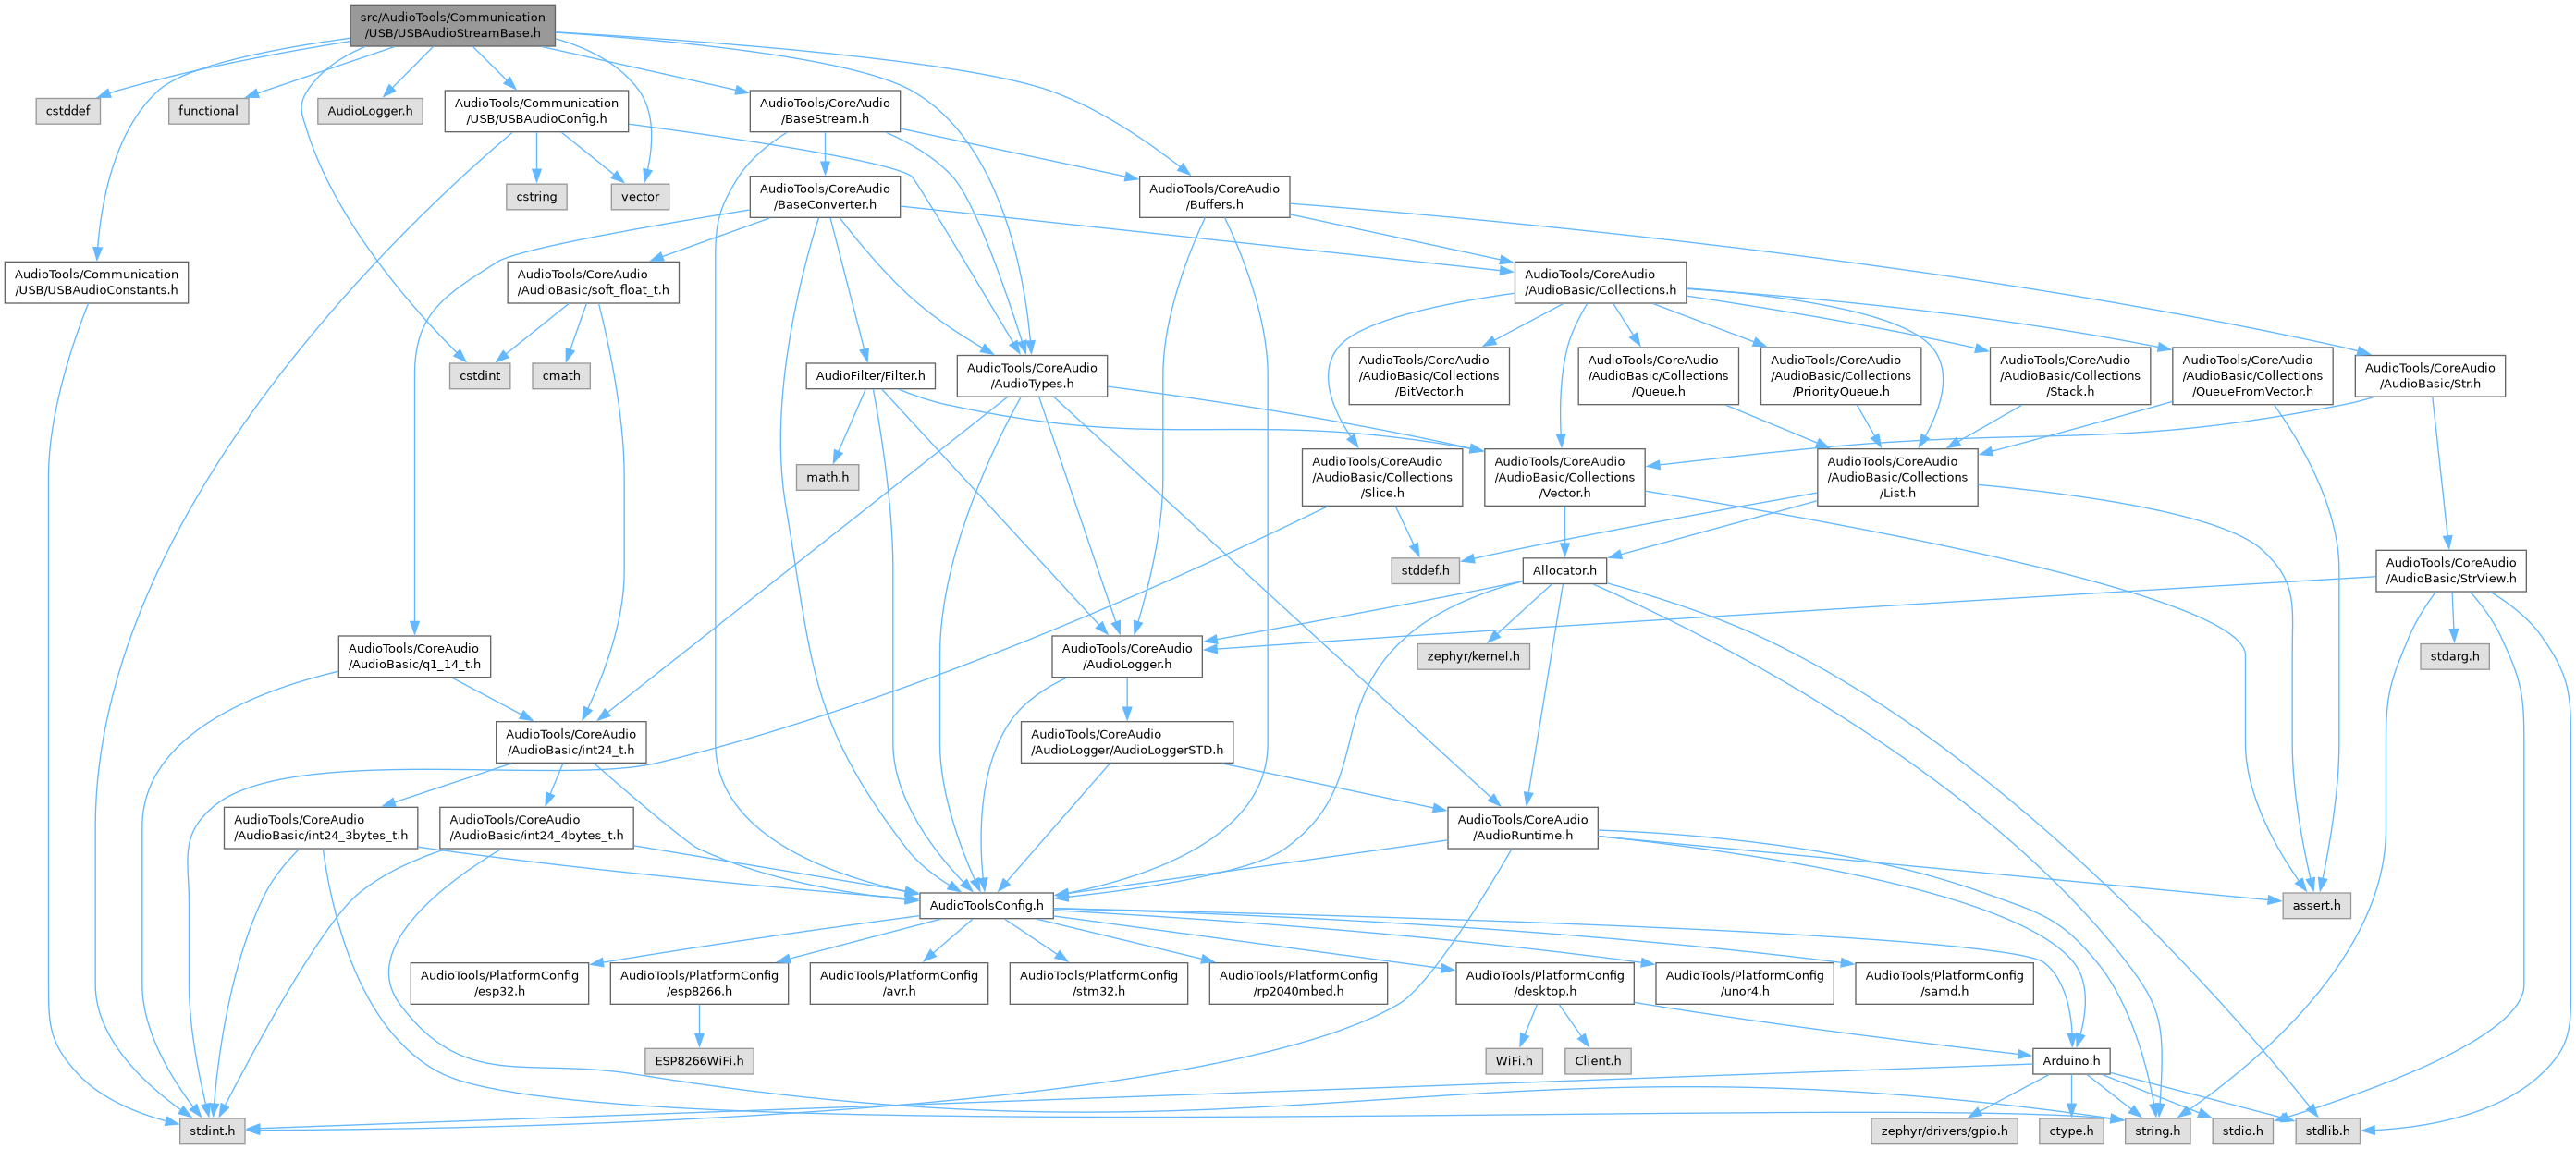 src/AudioTools/Communication
/USB/USBAudioStreamBase.h
cstddef
functional
AudioLogger.h
AudioTools/Communication
/USB/USBAudioConfig.h
AudioTools/CoreAudio
/BaseStream.h
cstring
vector
AudioTools/CoreAudio
/BaseConverter.h
AudioTools/CoreAudio
/Buffers.h
AudioTools/Communication
/USB/USBAudioConstants.h
AudioTools/CoreAudio
/AudioBasic/soft_float_t.h
AudioTools/CoreAudio
/AudioBasic/Collections.h
cstdint
cmath
AudioFilter/Filter.h
AudioTools/CoreAudio
/AudioTypes.h
AudioTools/CoreAudio
/AudioBasic/Collections
/BitVector.h
AudioTools/CoreAudio
/AudioBasic/Collections
/Queue.h
AudioTools/CoreAudio
/AudioBasic/Collections
/PriorityQueue.h
AudioTools/CoreAudio
/AudioBasic/Collections
/Stack.h
AudioTools/CoreAudio
/AudioBasic/Collections
/QueueFromVector.h
AudioTools/CoreAudio
/AudioBasic/Str.h
math.h
AudioTools/CoreAudio
/AudioBasic/Collections
/Slice.h
AudioTools/CoreAudio
/AudioBasic/Collections
/Vector.h
AudioTools/CoreAudio
/AudioBasic/Collections
/List.h
stddef.h
Allocator.h
AudioTools/CoreAudio
/AudioBasic/StrView.h
AudioTools/CoreAudio
/AudioBasic/q1_14_t.h
AudioTools/CoreAudio
/AudioLogger.h
zephyr/kernel.h
stdarg.h
AudioTools/CoreAudio
/AudioBasic/int24_t.h
AudioTools/CoreAudio
/AudioLogger/AudioLoggerSTD.h
AudioTools/CoreAudio
/AudioBasic/int24_3bytes_t.h
AudioTools/CoreAudio
/AudioBasic/int24_4bytes_t.h
AudioTools/CoreAudio
/AudioRuntime.h
AudioToolsConfig.h
assert.h
AudioTools/PlatformConfig
/esp32.h
AudioTools/PlatformConfig
/esp8266.h
AudioTools/PlatformConfig
/avr.h
AudioTools/PlatformConfig
/stm32.h
AudioTools/PlatformConfig
/rp2040mbed.h
AudioTools/PlatformConfig
/desktop.h
AudioTools/PlatformConfig
/unor4.h
AudioTools/PlatformConfig
/samd.h
ESP8266WiFi.h
WiFi.h
Client.h
Arduino.h
stdint.h
zephyr/drivers/gpio.h
ctype.h
string.h
stdio.h
stdlib.h